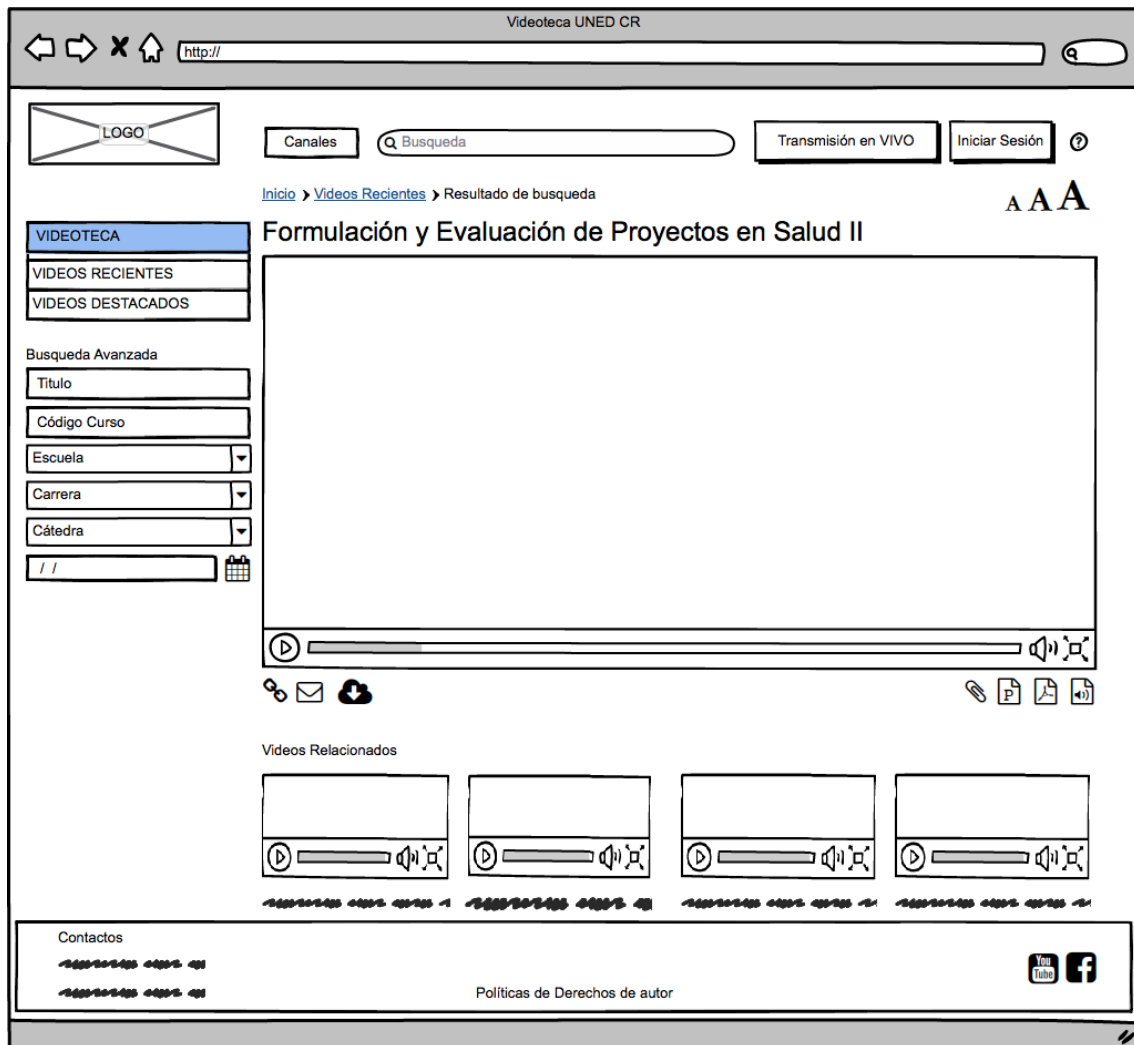 Videoteca UNED CR
http://
LOGO
Canales
Busqueda
Transmisión en VIVO
Iniciar Sesión
?
Inicio ❯ Videos Recientes ❯ Resultado de busqueda
A A A
Formulación y Evaluación de Proyectos en Salud II
VIDEOTECA
VIDEOS RECIENTES
VIDEOS DESTACADOS
Busqueda Avanzada
Titulo
Código Curso
Escuela
Carrera
Cátedra
/ /
P
Videos Relacionados
Contactos
Políticas de Derechos de autor
You
Tube
f